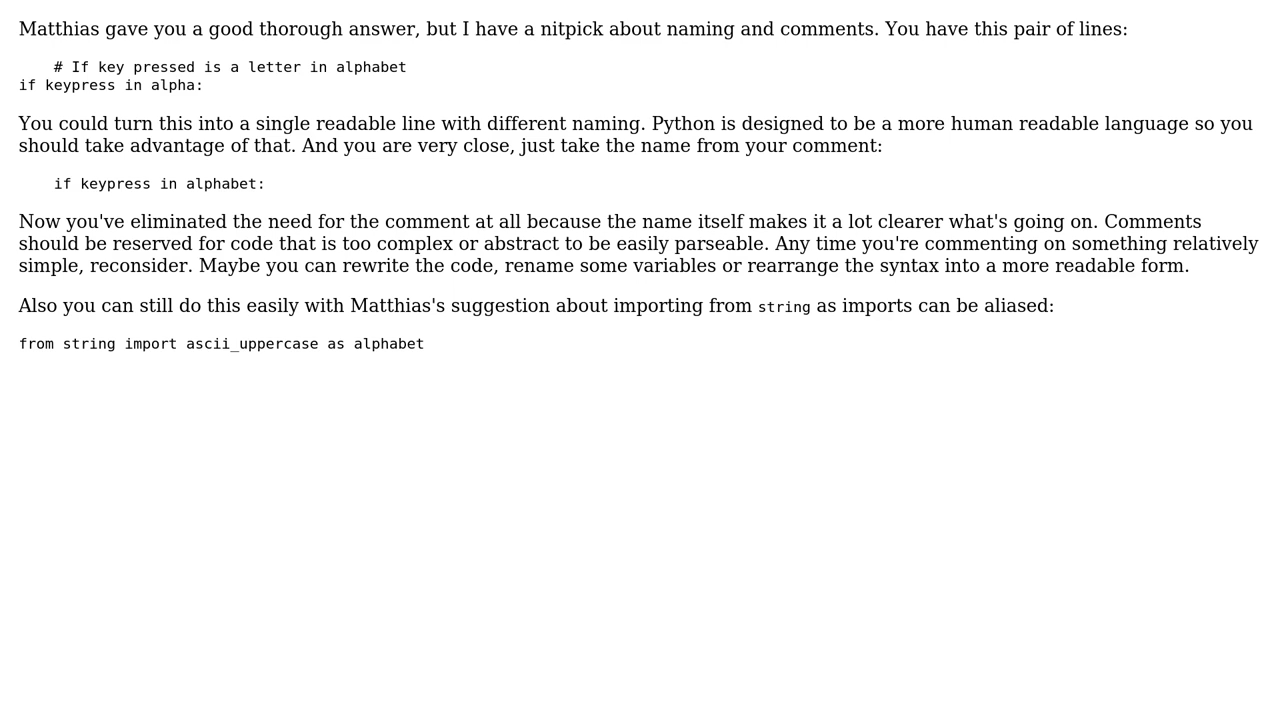 Matthias gave you a good thorough answer, but I have a nitpick about naming and comments. You have this pair of lines:
    # If key pressed is a letter in alphabet
if keypress in alpha:
You could turn this into a single readable line with different naming. Python is designed to be a more human readable language so you
should take advantage of that. And you are very close, just take the name from your comment:
    if keypress in alphabet:
Now you've eliminated the need for the comment at all because the name itself makes it a lot clearer what's going on. Comments
should be reserved for code that is too complex or abstract to be easily parseable. Any time you're commenting on something relatively
simple, reconsider. Maybe you can rewrite the code, rename some variables or rearrange the syntax into a more readable form.
Also you can still do this easily with Matthias's suggestion about importing from string as imports can be aliased:
from string import ascii_uppercase as alphabet